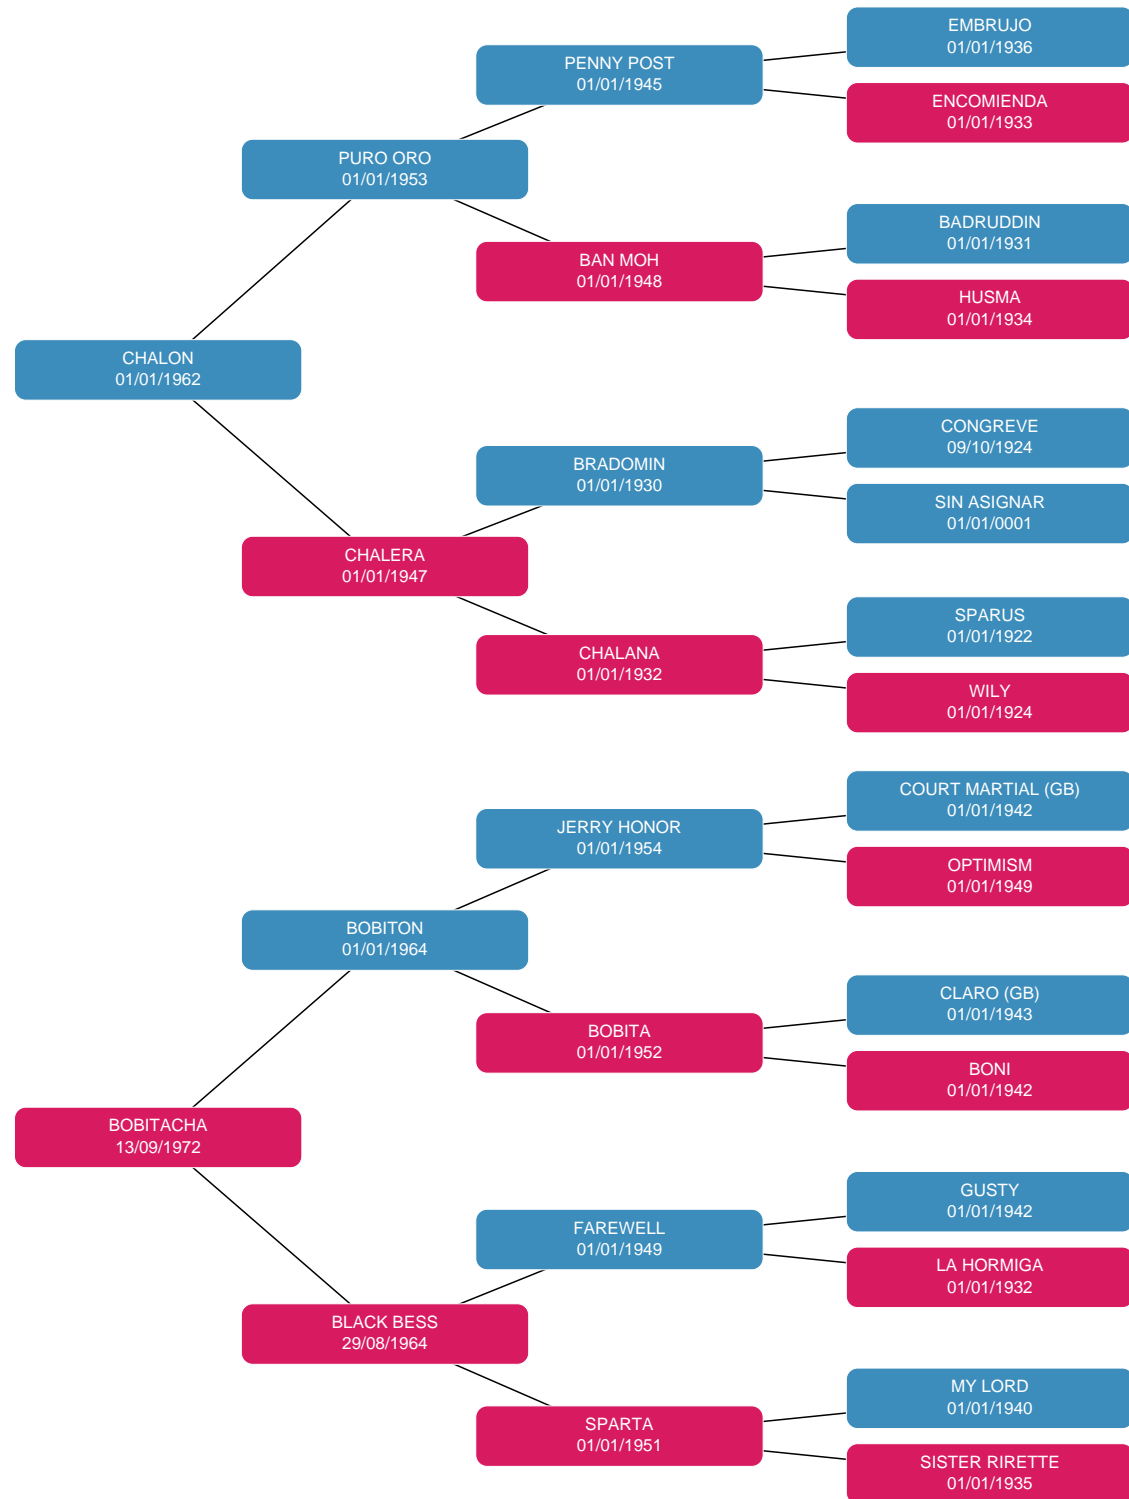 EMBRUJO
01/01/1936
PENNY POST
01/01/1945
ENCOMIENDA
01/01/1933
PURO ORO
01/01/1953
BADRUDDIN
01/01/1931
BAN MOH
01/01/1948
HUSMA
01/01/1934
CHALON
01/01/1962
CONGREVE
09/10/1924
BRADOMIN
01/01/1930
SIN ASIGNAR
01/01/0001
CHALERA
01/01/1947
SPARUS
01/01/1922
CHALANA
01/01/1932
WILY
01/01/1924
COURT MARTIAL (GB)
01/01/1942
JERRY HONOR
01/01/1954
OPTIMISM
01/01/1949
BOBITON
01/01/1964
CLARO (GB)
01/01/1943
BOBITA
01/01/1952
BONI
01/01/1942
BOBITACHA
13/09/1972
GUSTY
01/01/1942
FAREWELL
01/01/1949
LA HORMIGA
01/01/1932
BLACK BESS
29/08/1964
MY LORD
01/01/1940
SPARTA
01/01/1951
SISTER RIRETTE
01/01/1935